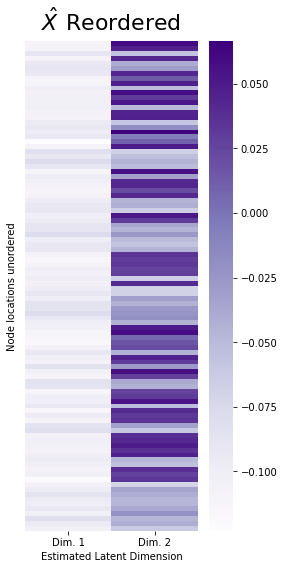 X̂ Reordered
0.050
0.025
0.000
−0.025
−0.050
−0.075
−0.100
Node locations unordered
Dim. 1 Dim. 2
Estimated Latent Dimension